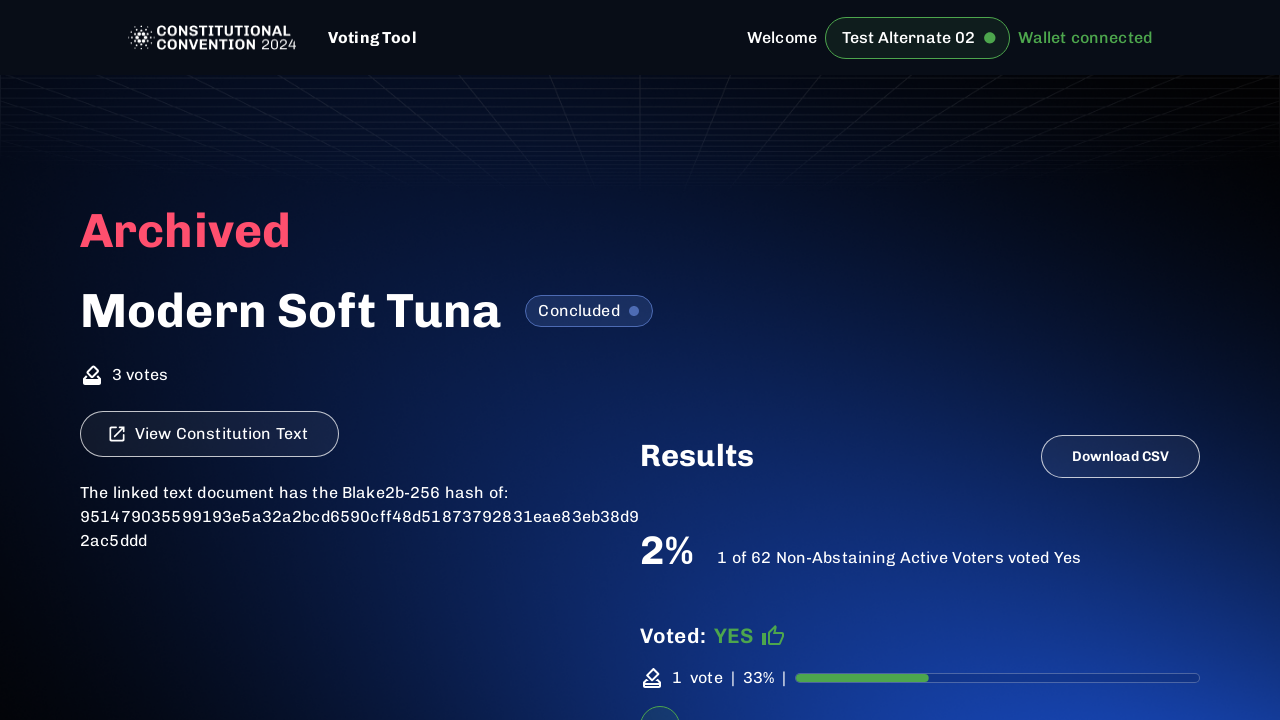 CONSTITUTIONAL
CONVENTION 2024
Voting Tool
Welcome
Test Alternate 02
Wallet connected
Archived
Modern Soft Tuna
Concluded
3 votes
View Constitution Text
The linked text document has the Blake2b-256 hash of:
951479035599193e5a32a2bcd6590cff48d51873792831eae83eb38d9
2ac5ddd
Results
Download CSV
2%
1 of 62 Non-Abstaining Active Voters voted Yes
Voted: YES
1 vote | 33% |